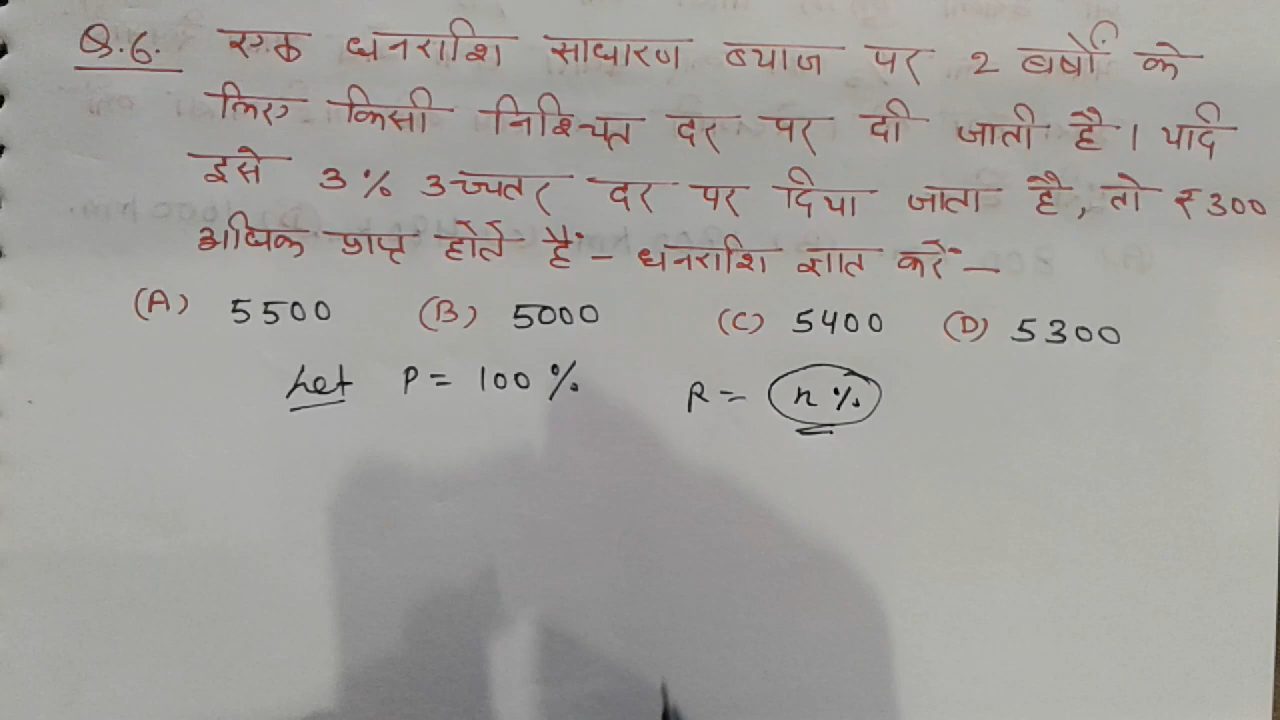 Q.6. एक धनराशि साधारण ब्याज पर 2 वर्षों के
लिए किसी निश्चित दर पर दी जाती है। यदि
इसे 3% उच्चतर दर पर दिया जाता है, तो ₹300
अधिक प्राप्त होते हैं - धनराशि ज्ञात करें -
(A) 5500 (B) 5000 (C) 5400 (D) 5300
Let P = 100% R = n%